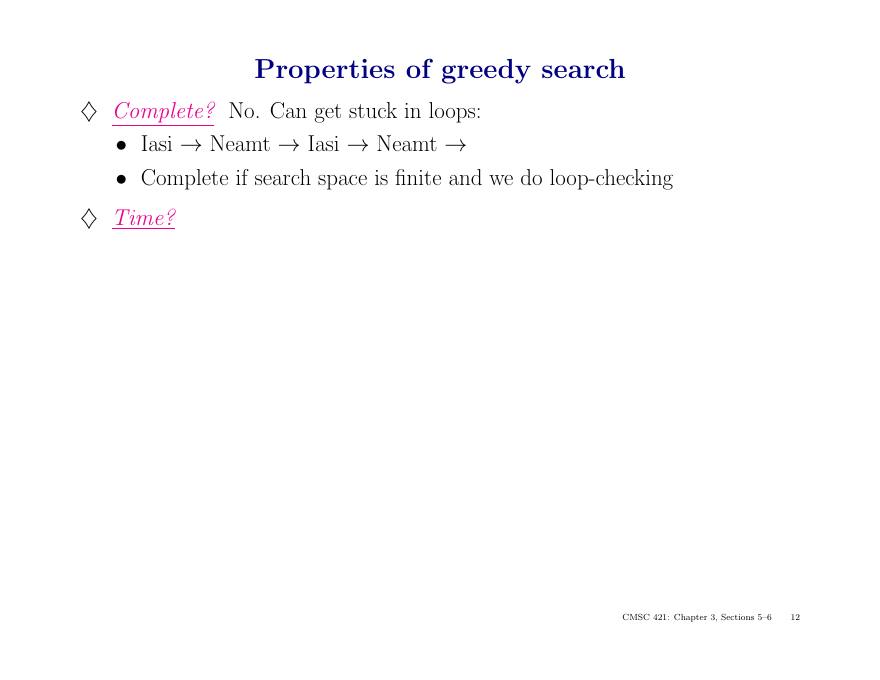 Properties of greedy search
♢ Complete? No. Can get stuck in loops:
• Iasi → Neamt → Iasi → Neamt →
• Complete if search space is finite and we do loop-checking
♢ Time?
CMSC 421: Chapter 3, Sections 5–6 12